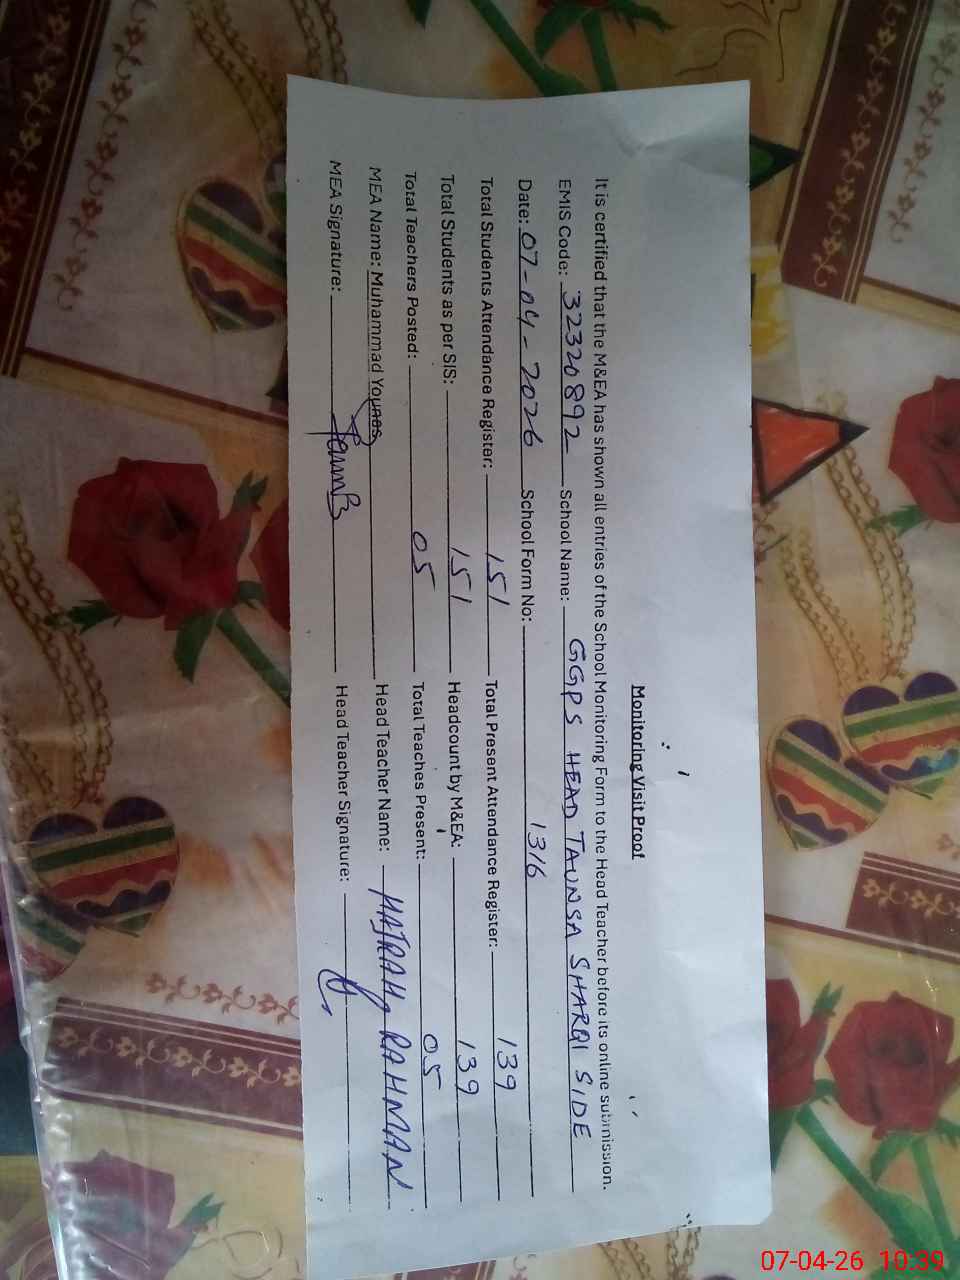 Monitoring Visit Proof
It is certified that the M&EA has shown all entries of the School Monitoring Form to the Head Teacher before its online submission.
EMIS Code: 32320892 School Name: GGPS HEAD TAUNSA SHARQI SIDE
Date: 07-04-2026 School Form No: 1316
Total Students Attendance Register: 151 Total Present Attendance Register: 139
Total Students as per SIS: 151 Headcount by M&EA: 139
Total Teachers Posted: 05 Total Teaches Present: 05
MEA Name: Muhammad Younas Head Teacher Name: HAJRAH RAHMAN
MEA Signature: Head Teacher Signature:
07-04-26 10:39